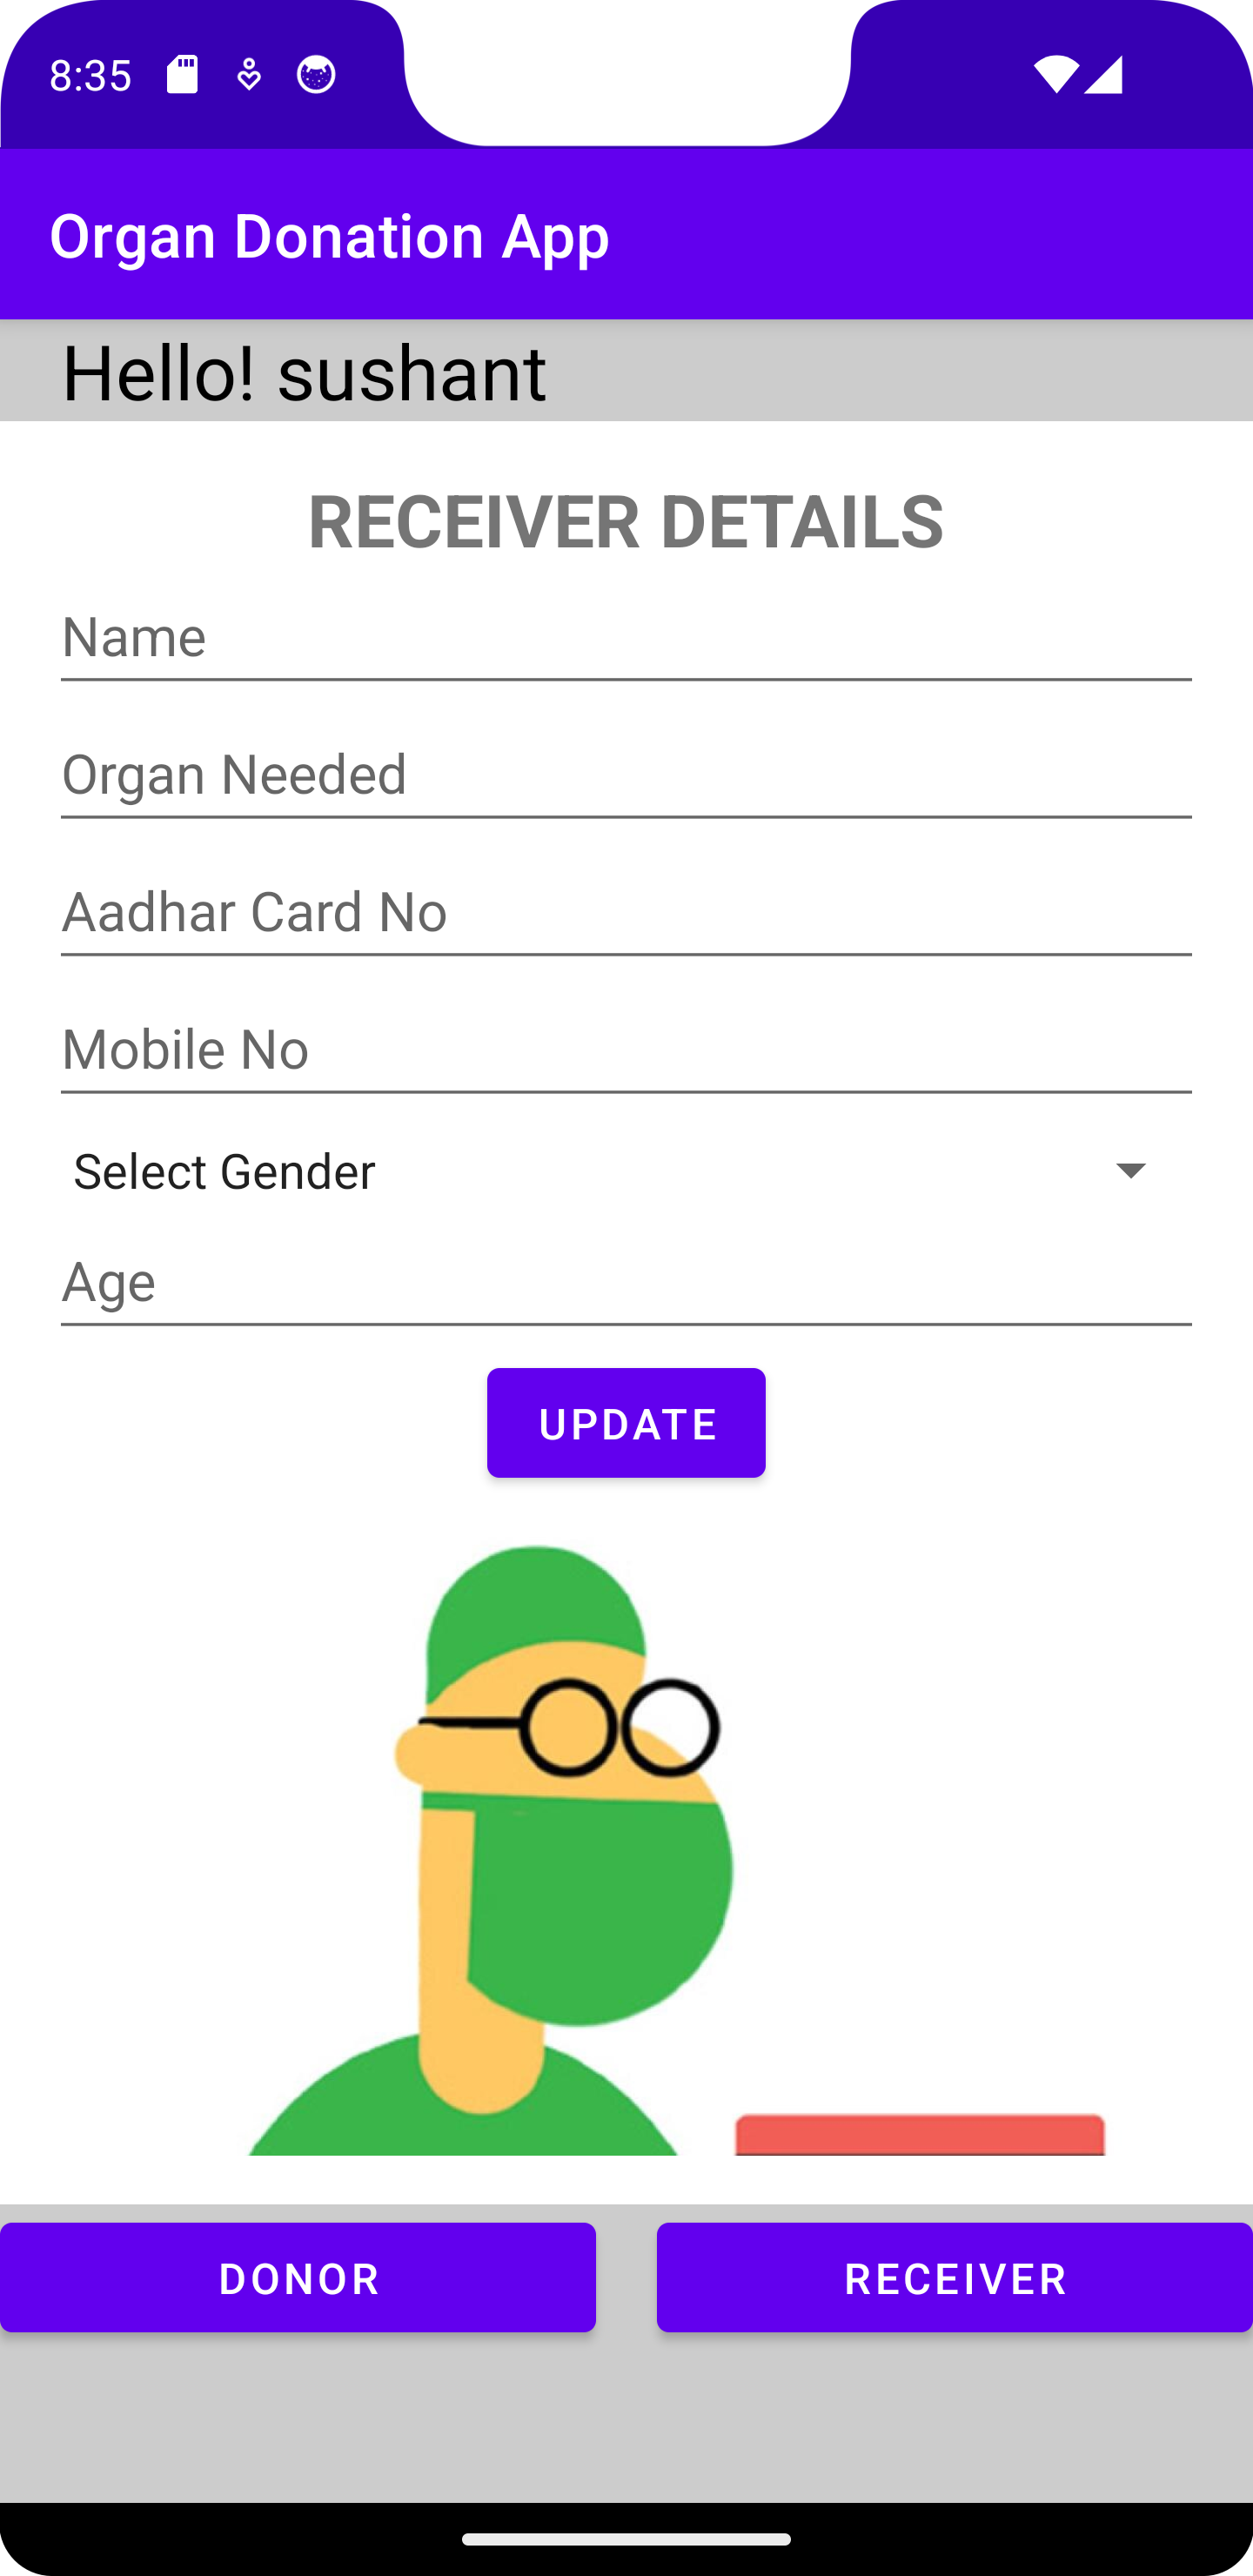 8:35
Organ Donation App
Hello! sushant
RECEIVER DETAILS
Name
Organ Needed
Aadhar Card No
Mobile No
Select Gender
Age
UPDATE
DONOR
RECEIVER